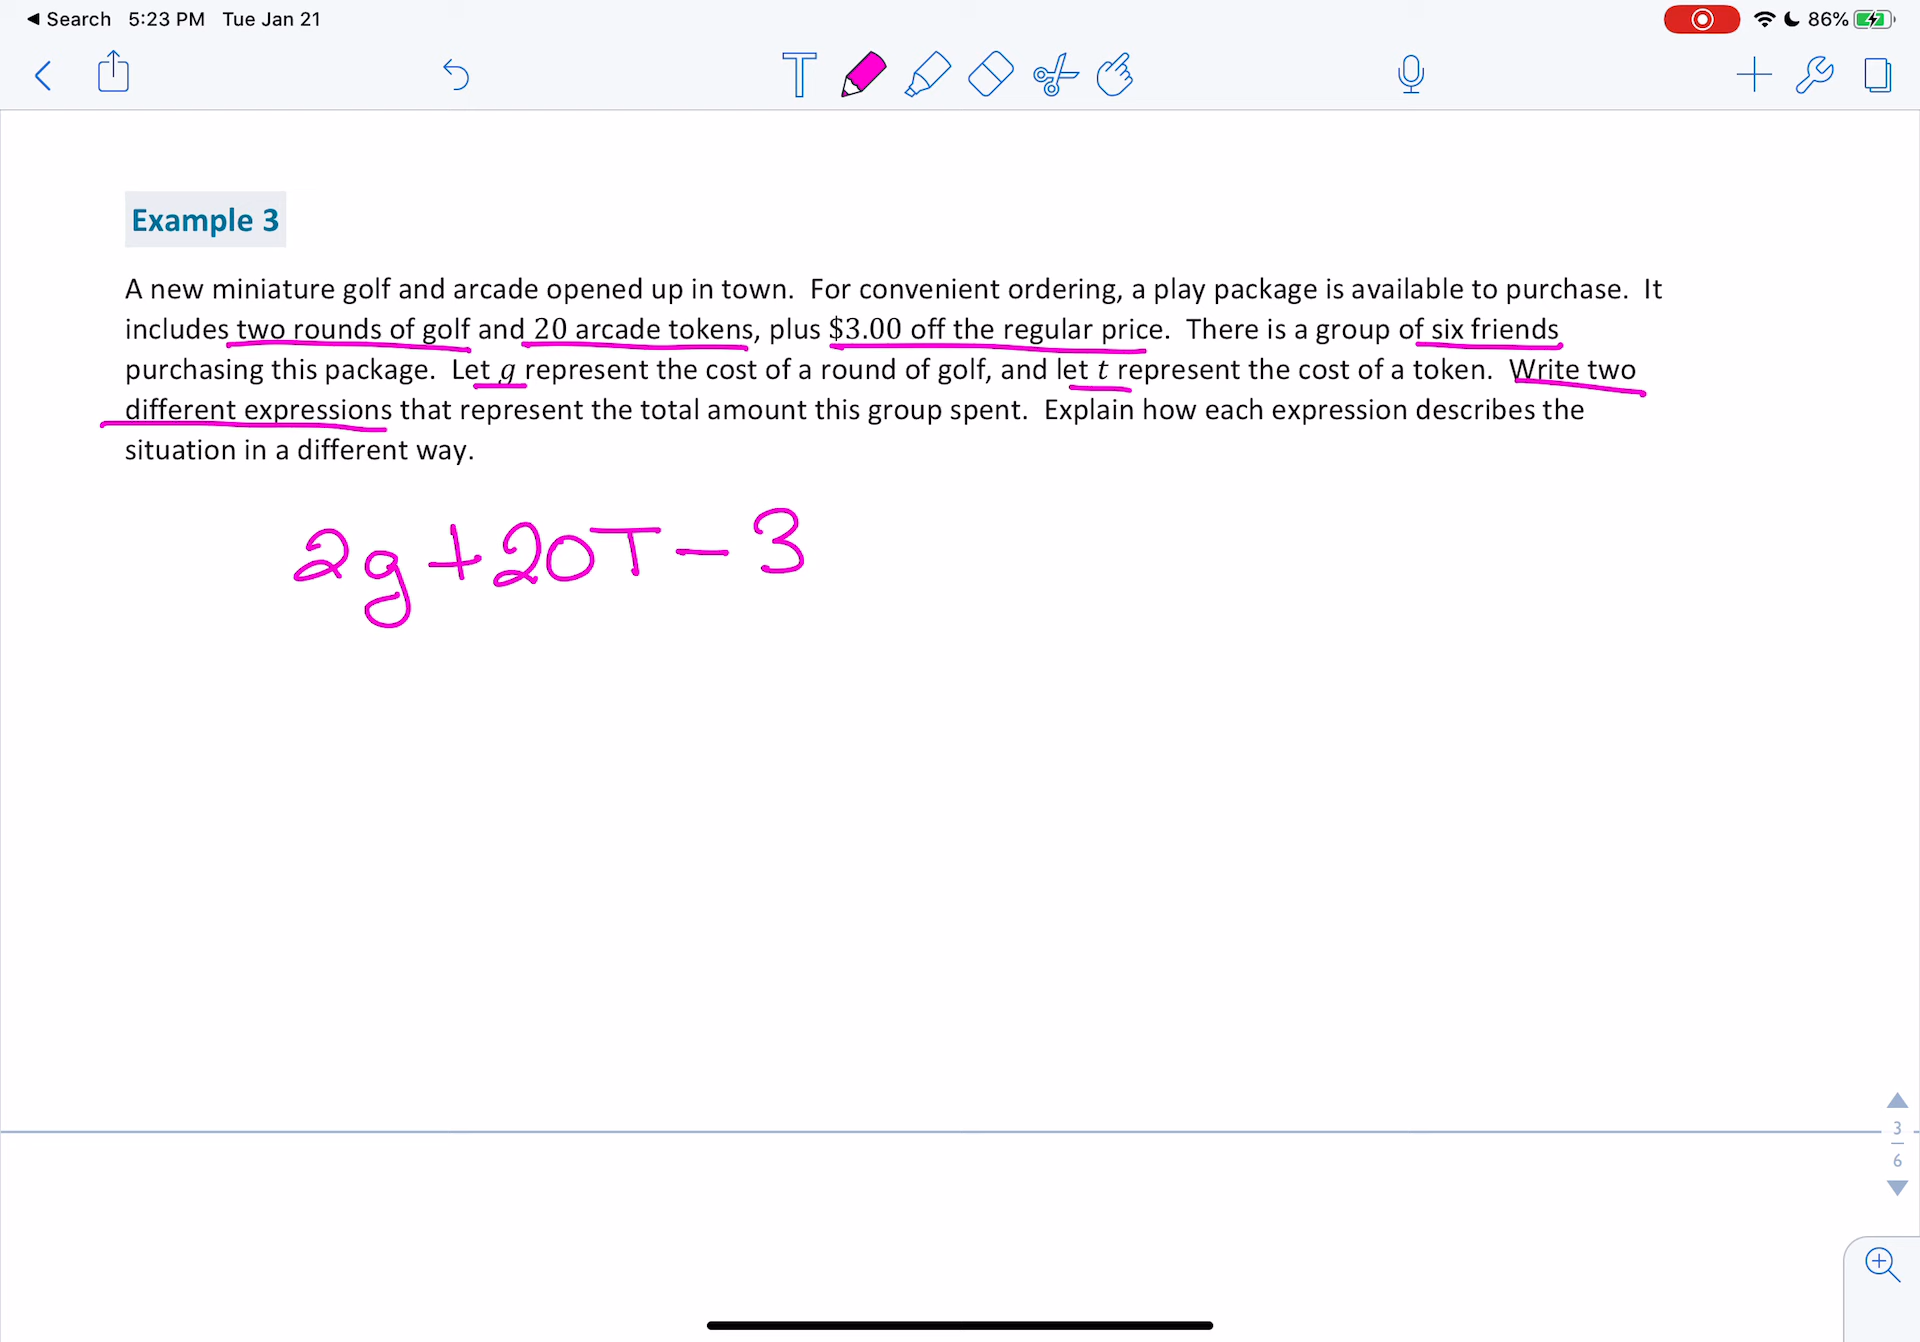 ◀ Search 5:23 PM Tue Jan 21 86%
T
Example 3
A new miniature golf and arcade opened up in town. For convenient ordering, a play package is available to purchase. It
includes two rounds of golf and 20 arcade tokens, plus $3.00 off the regular price. There is a group of six friends
purchasing this package. Let g represent the cost of a round of golf, and let t represent the cost of a token. Write two
different expressions that represent the total amount this group spent. Explain how each expression describes the
situation in a different way.
2g+20T-3
3
6